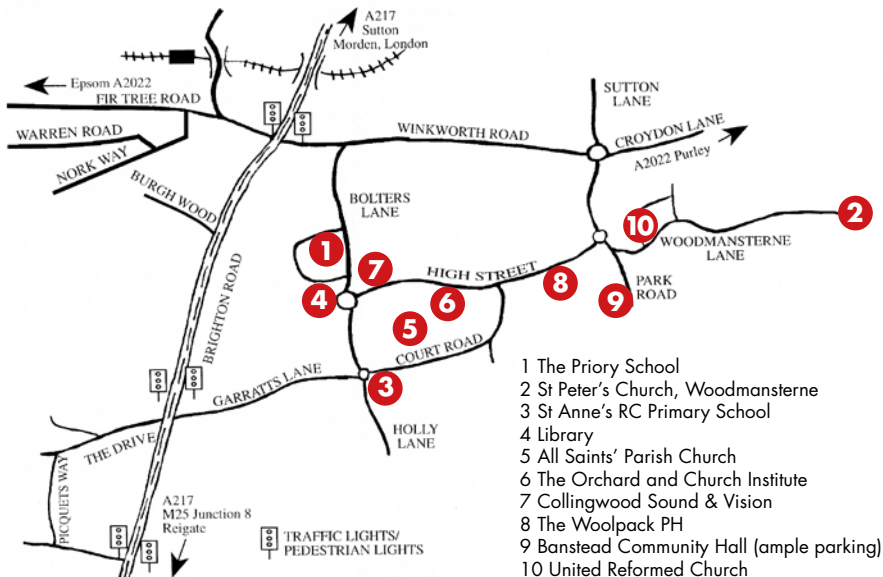 A217
Sutton
Morden, London
Epsom A2022
FIR TREE ROAD
WARREN ROAD
NORK WAY
BURGH WOOD
WINKWORTH ROAD
SUTTON
LANE
CROYDON LANE
A2022 Purley
BOLTERS
LANE
1
2
10
WOODMANSTERNE
LANE
7
HIGH STREET
4
6
8
9
PARK
ROAD
5
COURT ROAD
3
BRIGHTON ROAD
GARRATTS LANE
HOLLY
LANE
THE DRIVE
PICQUETS WAY
A217
M25 Junction 8
Reigate
TRAFFIC LIGHTS/
PEDESTRIAN LIGHTS
1 The Priory School
2 St Peter's Church, Woodmansterne
3 St Anne's RC Primary School
4 Library
5 All Saints' Parish Church
6 The Orchard and Church Institute
7 Collingwood Sound & Vision
8 The Woolpack PH
9 Banstead Community Hall (ample parking)
10 United Reformed Church